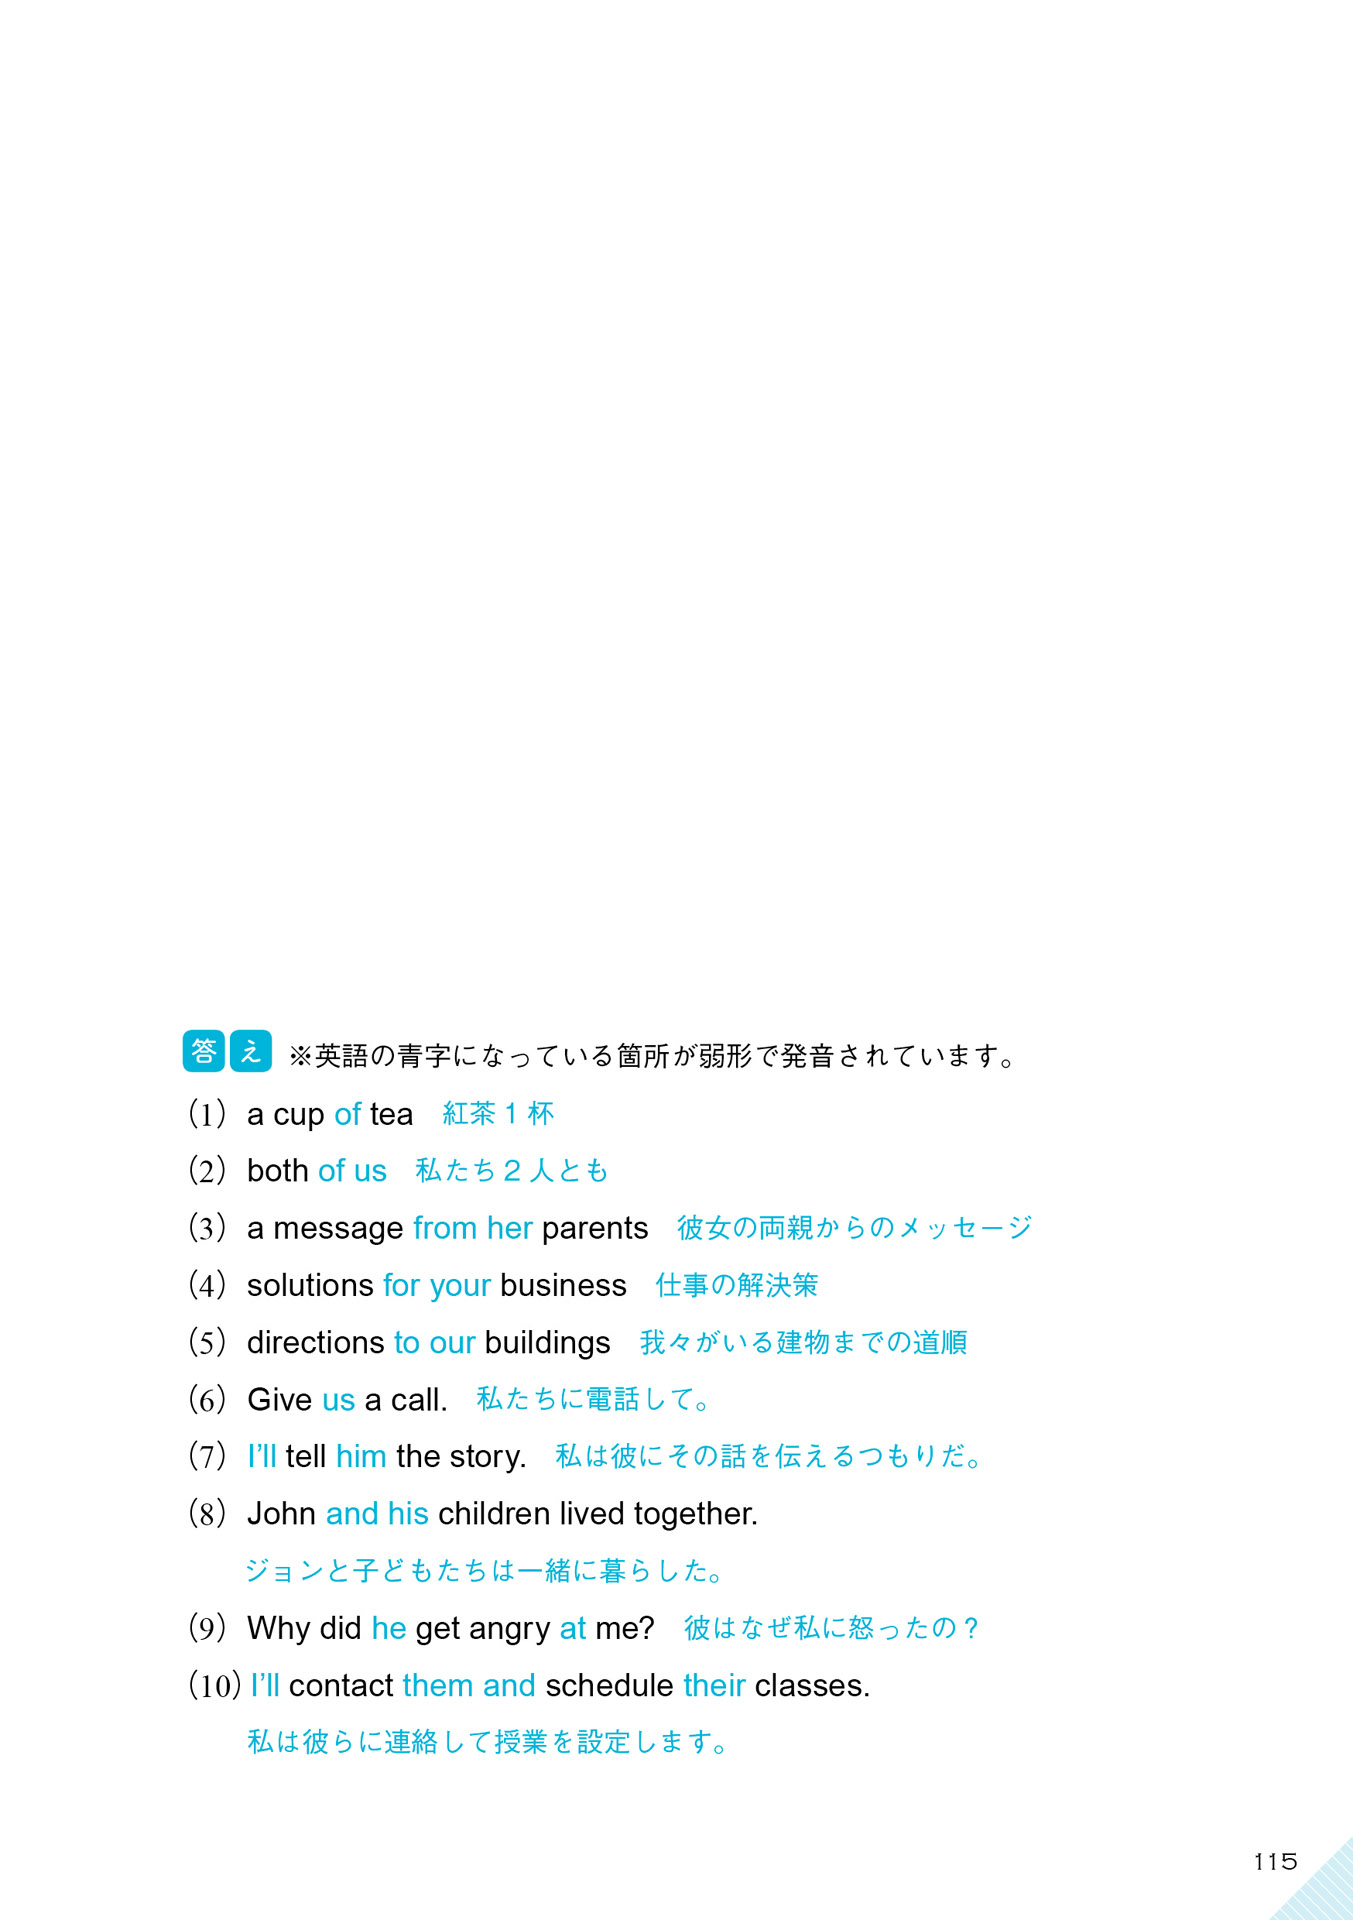 答え ※英語の青字になっている箇所が弱形で発音されています。
（1） a cup of tea 紅茶1杯
（2） both of us 私たち2人とも
（3） a message from her parents 彼女の両親からのメッセージ
（4） solutions for your business 仕事の解決策
（5） directions to our buildings 我々がいる建物までの道順
（6） Give us a call. 私たちに電話して。
（7） I’ll tell him the story. 私は彼にその話を伝えるつもりだ。
（8） John and his children lived together.
ジョンと子どもたちは一緒に暮らした。
（9） Why did he get angry at me? 彼はなぜ私に怒ったの？
（10） I’ll contact them and schedule their classes.
私は彼らに連絡して授業を設定します。
115